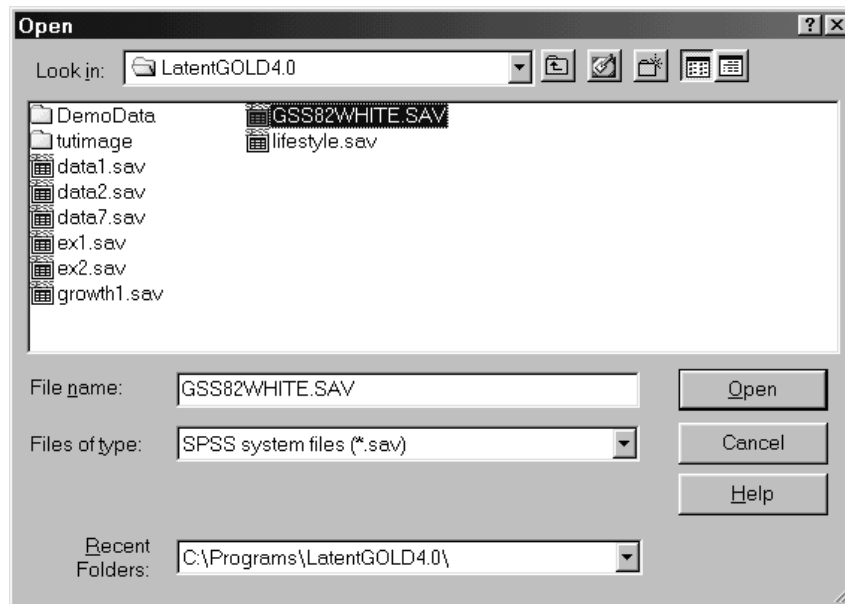 Open
Look in: LatentGOLD4.0
DemoData
tutimage
data1.sav
data2.sav
data7.sav
ex1.sav
ex2.sav
growth1.sav
GSS82WHITE.SAV
lifestyle.sav
File name: GSS82WHITE.SAV
Open
Files of type: SPSS system files (*.sav)
Cancel
Help
Recent
Folders: C:\Programs\LatentGOLD4.0\